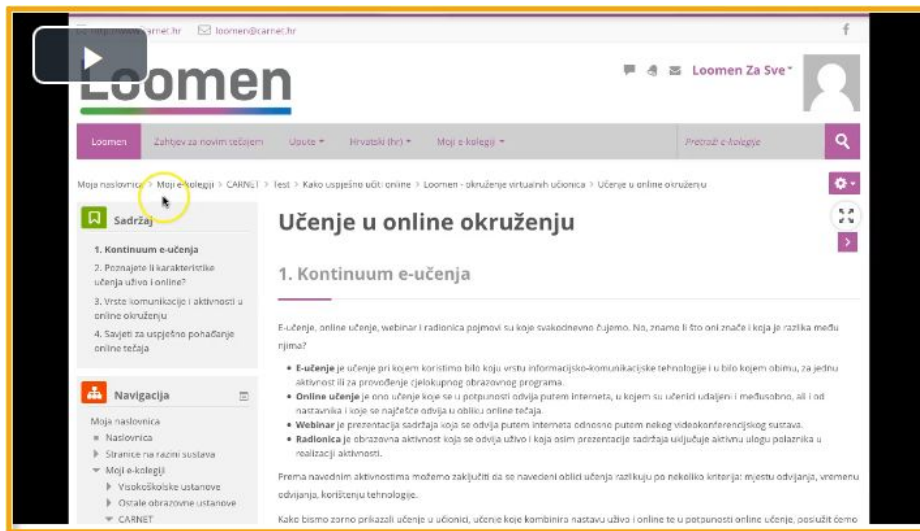 loomen@carnet.hr
f
Loomen
Loomen Za Sve
Loomen Zahtjev za novim tečajem Upute Hrvatski (hr) Moji e-kolegiji Pretraži e-kolegije
Moja naslovnica > Moji e-kolegiji > CARNET > Test > Kako uspješno učiti online > Loomen - okruženje virtualnih učionica > Učenje u online okruženju
Sadržaj
1. Kontinuum e-učenja
2. Poznajete li karakteristike
učenja uživo i online?
3. Vrste komunikacije i aktivnosti u
online okruženju
4. Savjeti za uspješno pohađanje
online tečaja
Navigacija
Moja naslovnica
Naslovnica
Stranice na razini sustava
Moji e-kolegiji
Visokoškolske ustanove
Ostale obrazovne ustanove
CARNET
Učenje u online okruženju
1. Kontinuum e-učenja
E-učenje, online učenje, webinar i radionica pojmovi su koje svakodnevno čujemo. No, znamo li što oni znače i koja je razlika među
njima?
E-učenje je učenje pri kojem koristimo bilo koju vrstu informacijsko-komunikacijske tehnologije i u bilo kojem obimu, za jednu
aktivnost ili za provođenje cjelokupnog obrazovnog programa.
Online učenje je ono učenje koje se u potpunosti odvija putem interneta, u kojem su učenici udaljeni i međusobno, ali i od
nastavnika i koje se najčešće odvija u obliku online tečaja.
Webinar je prezentacija sadržaja koja se odvija putem interneta odnosno putem nekog videokonferencijskog sustava.
Radionica je obrazovna aktivnost koja se odvija uživo i koja osim prezentacije sadržaja uključuje aktivnu ulogu polaznika u
realizaciji aktivnosti.
Prema navednim aktivnostima možemo zaključiti da se navedeni oblici učenja razlikuju po nekoliko kriterija: mjestu odvijanja, vremenu
odvijanja, korištenju tehnologije.
Kako bismo zorno prikazali učenje u učionici, učenje koje kombinira nastavu uživo i online te u potpunosti online učenje, poslužit ćemo